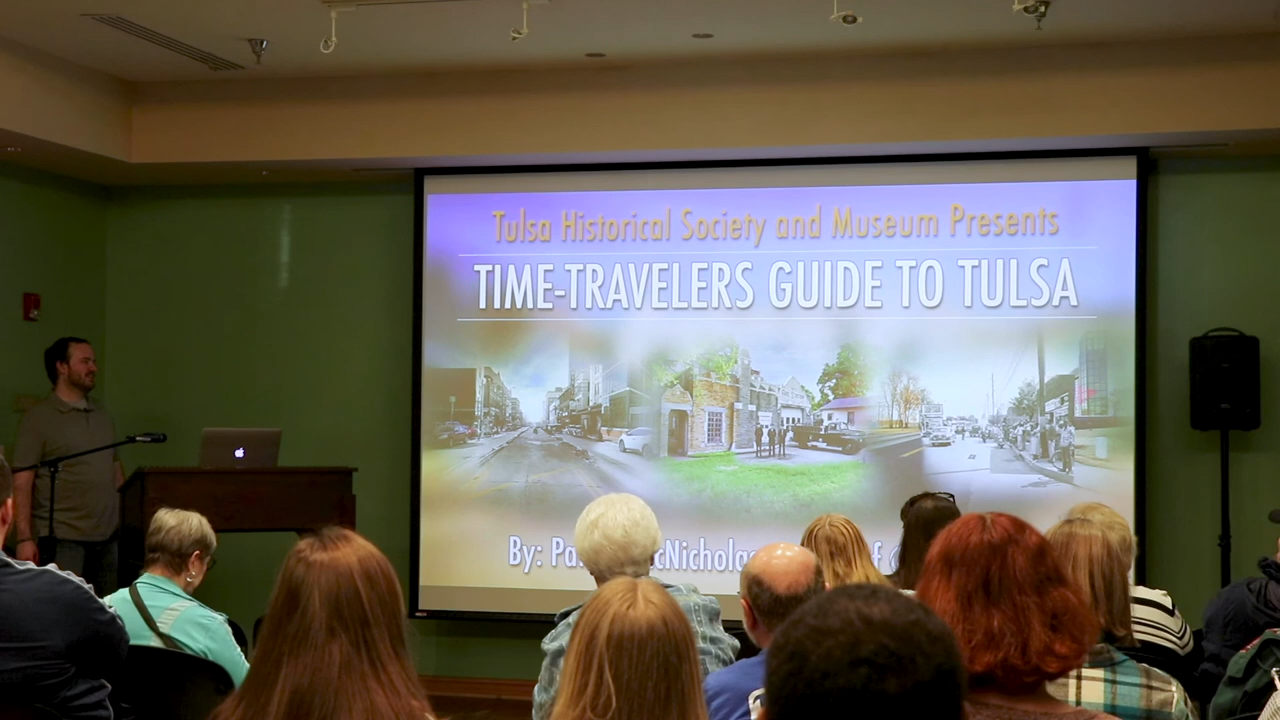 Tulsa Historical Society and Museum Presents
TIME-TRAVELERS GUIDE TO TULSA
By: